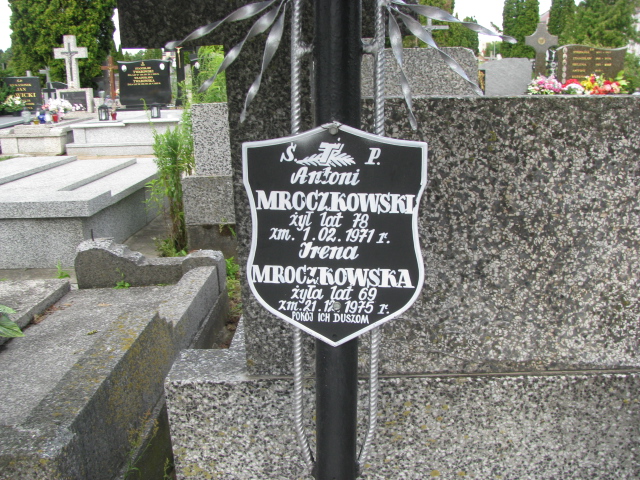 Ś P.
Antoni
MROCZKOWSKI
żył lat 78
zm. 1.02.1971 r.
Irena
MROCZKOWSKA
żyła lat 69
zm. 21.12.1975 r.
POKÓJ ICH DUSZOM